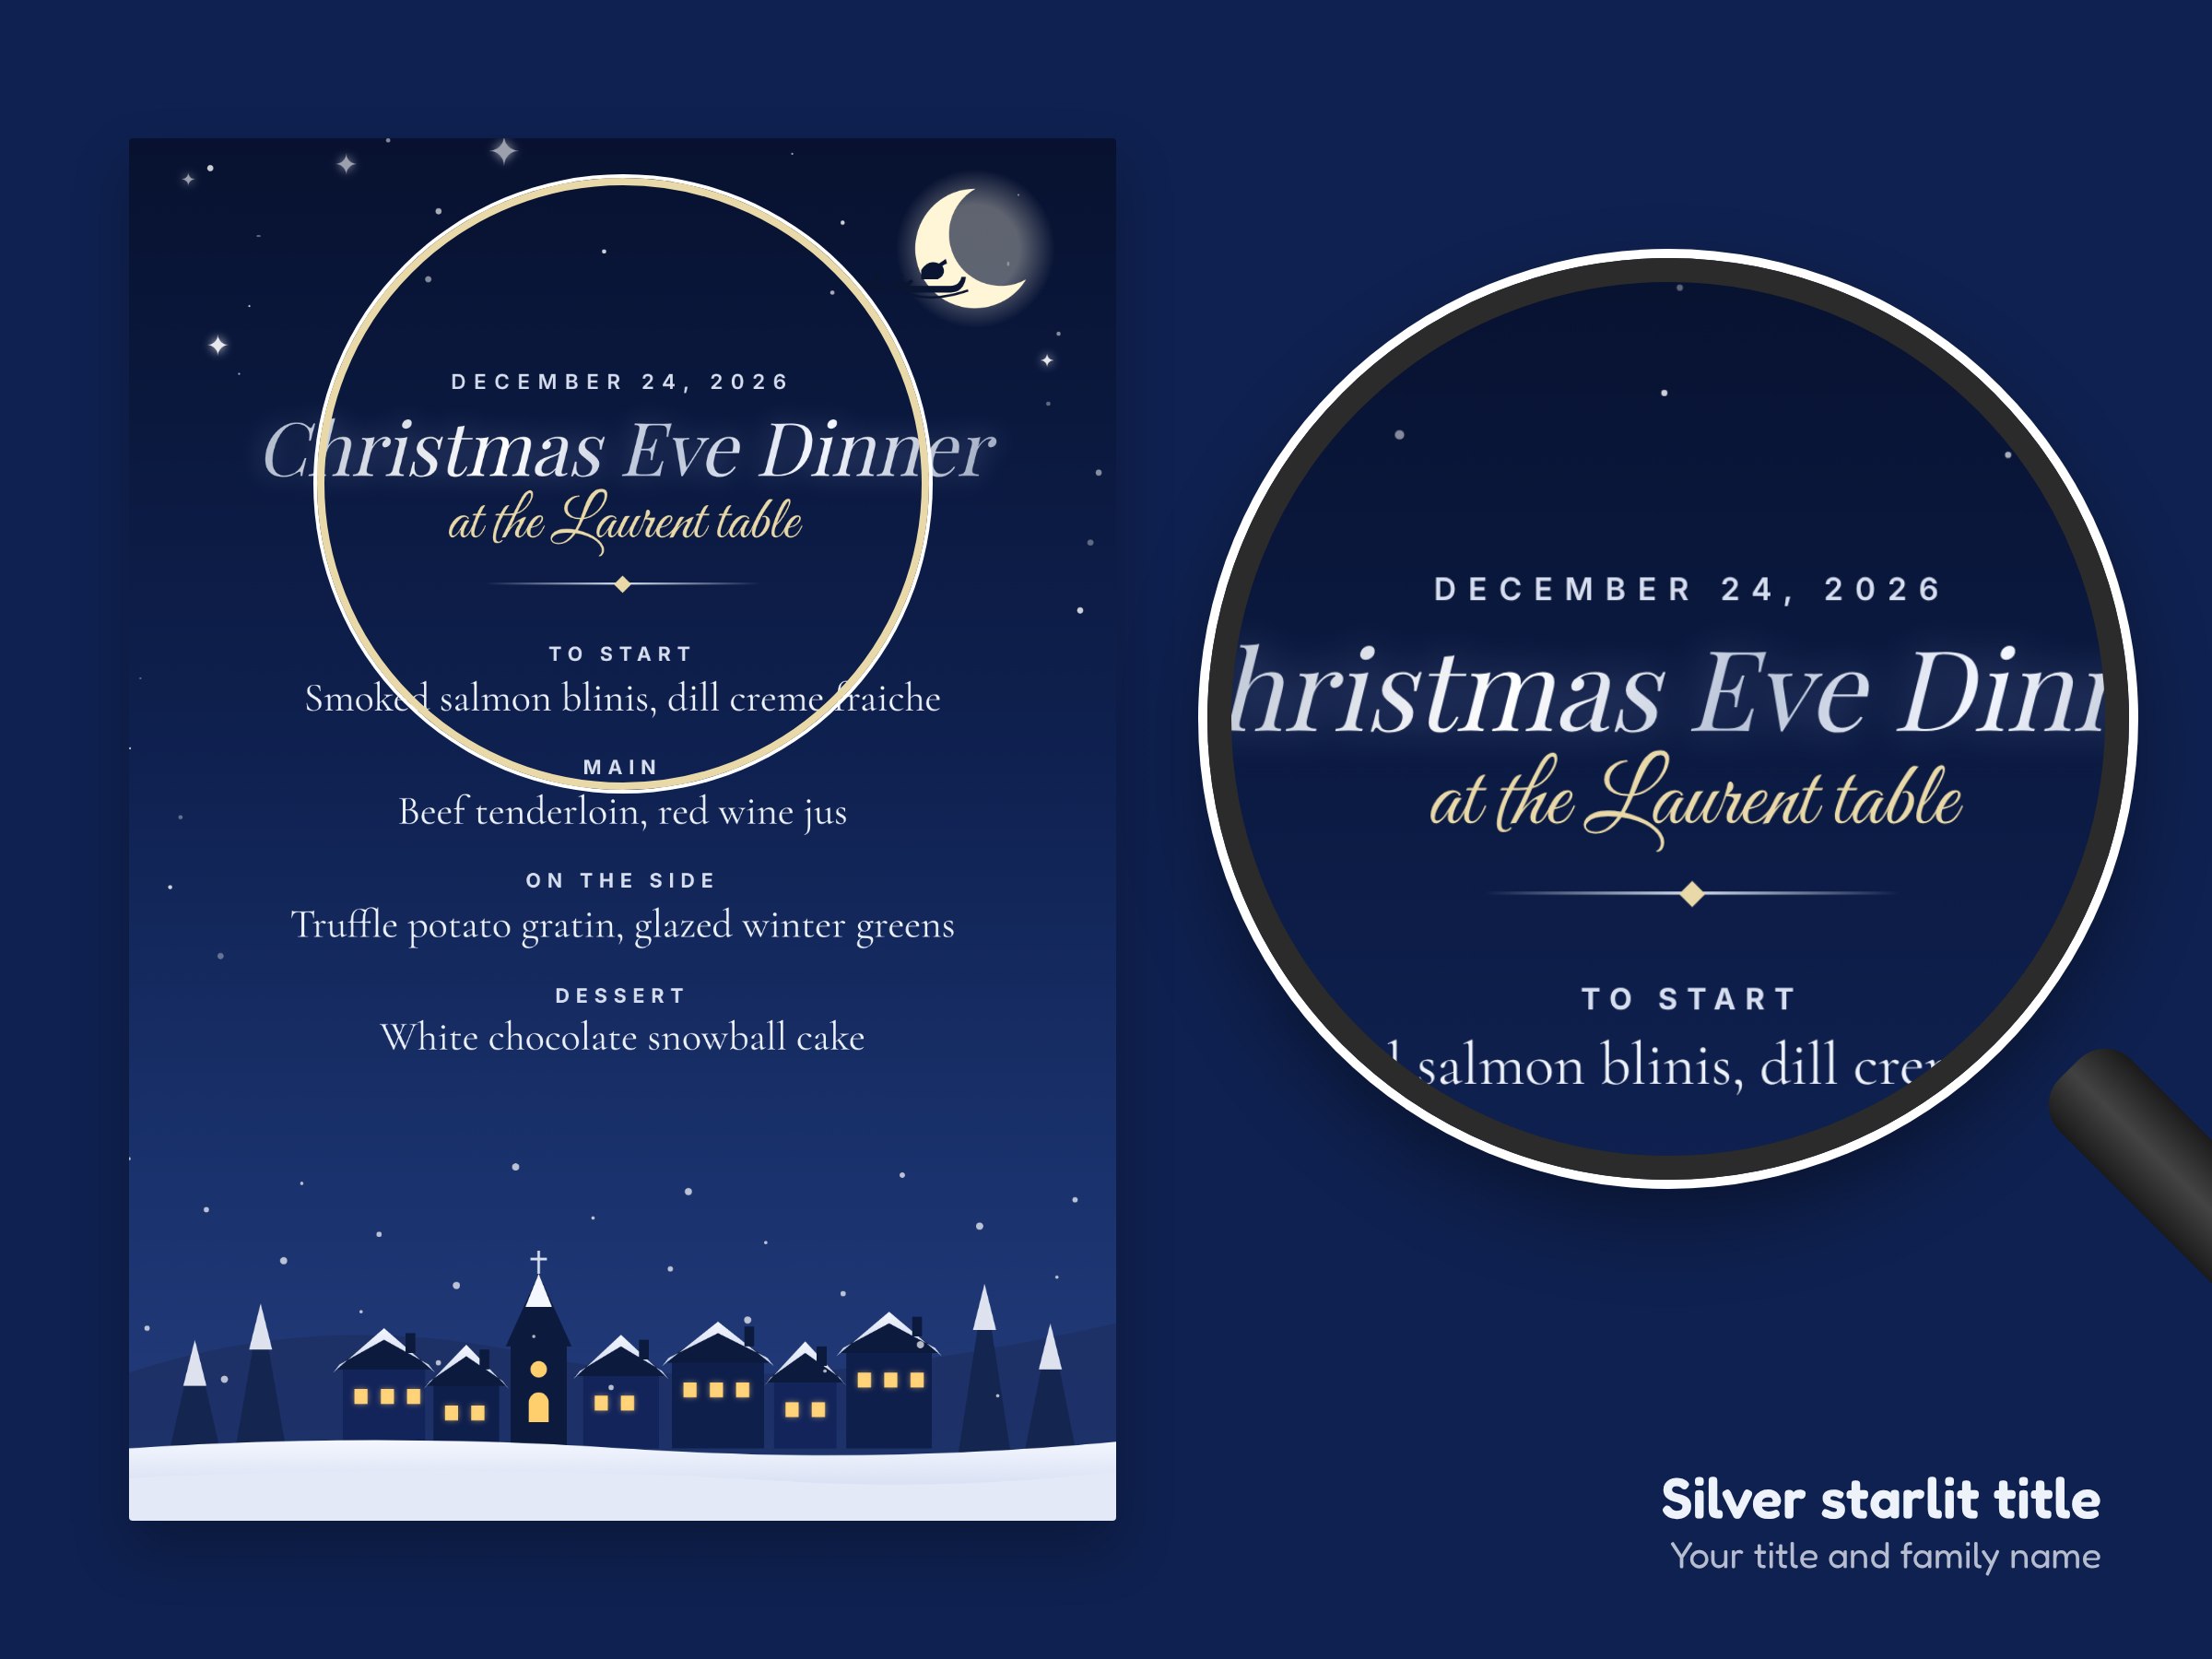 DECEMBER 24, 2026
Christmas Eve Dinner
at the Laurent table
TO START
Smoked salmon blinis, dill creme fraiche
MAIN
Beef tenderloin, red wine jus
ON THE SIDE
Truffle potato gratin, glazed winter greens
DESSERT
White chocolate snowball cake
DECEMBER 24, 2026
hristmas Eve Dinn
at the Laurent table
TO START
salmon blinis, dill crem
Silver starlit title
Your title and family name